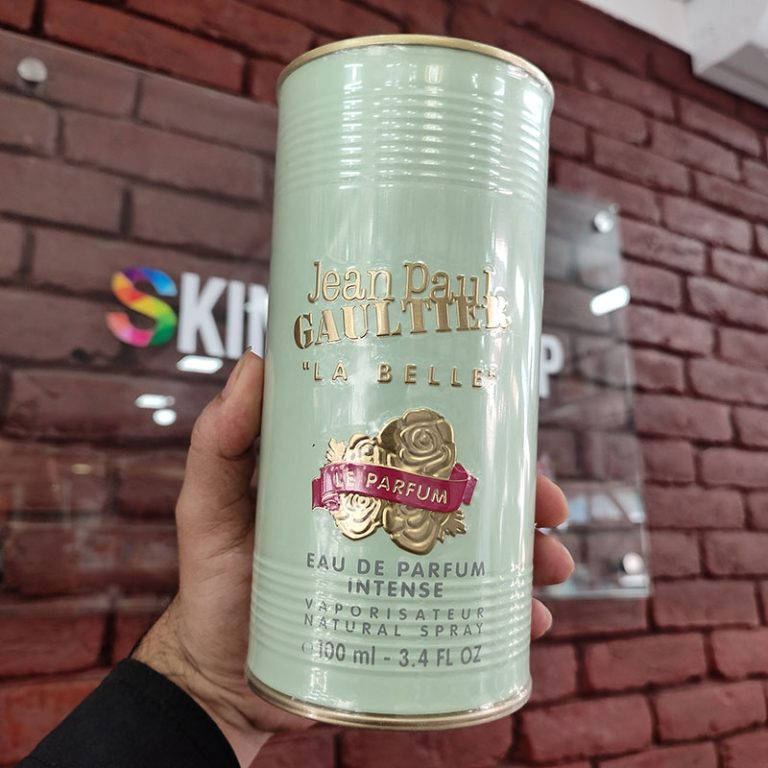 Jean Paul
GAULTIER
"LA BELLE"
LE PARFUM
EAU DE PARFUM
INTENSE
VAPORISATEUR
NATURAL SPRAY
℮ 100 ml - 3.4 FL OZ